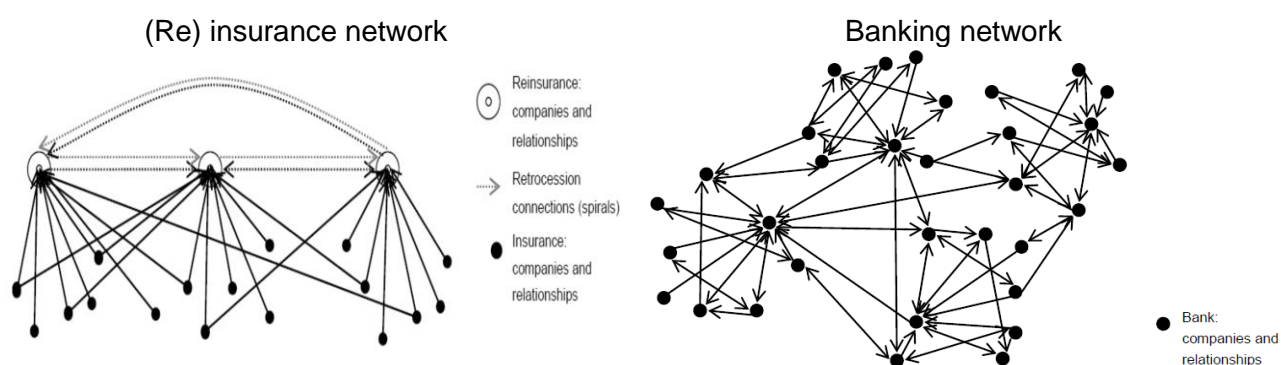 (Re) insurance network
Reinsurance:
companies and
relationships
Retrocession
connections (spirals)
Insurance:
companies and
relationships
Banking network
Bank:
companies and
relationships